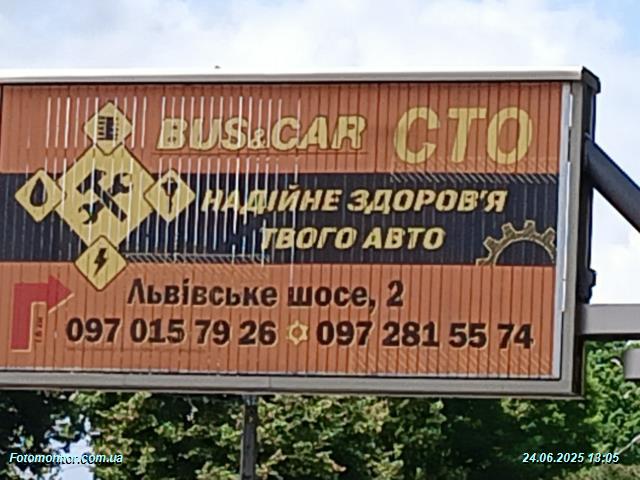 BUS&CAR СТО
НАДІЙНЕ ЗДОРОВ'Я
ТВОГО АВТО
Львівське шосе, 2
097 015 79 26 097 281 55 74
Fotomonitor.com.ua
24.06.2025 13:05